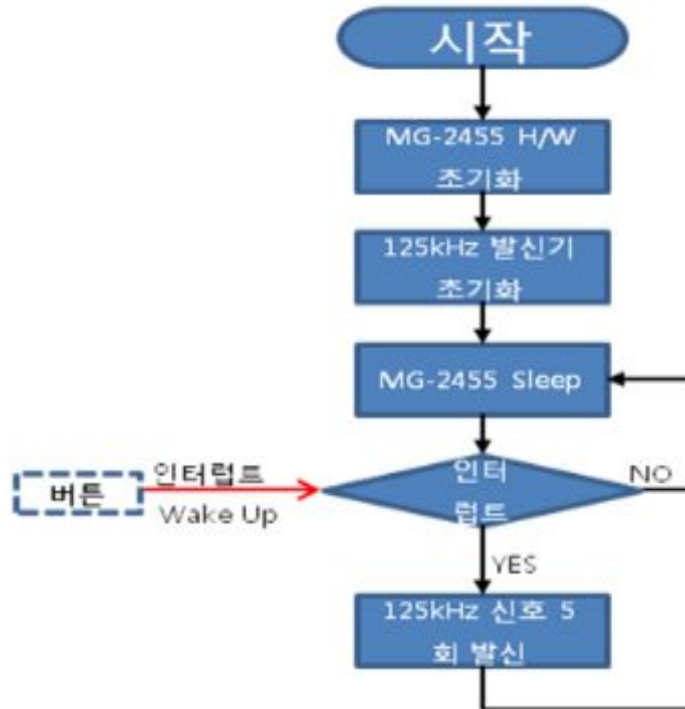 시작
MG-2455 H/W
초기화
125kHz 발신기
초기화
MG-2455 Sleep
버튼
인터럽트
Wake Up
인터
럽트
NO
YES
125kHz 신호 5
회 발신